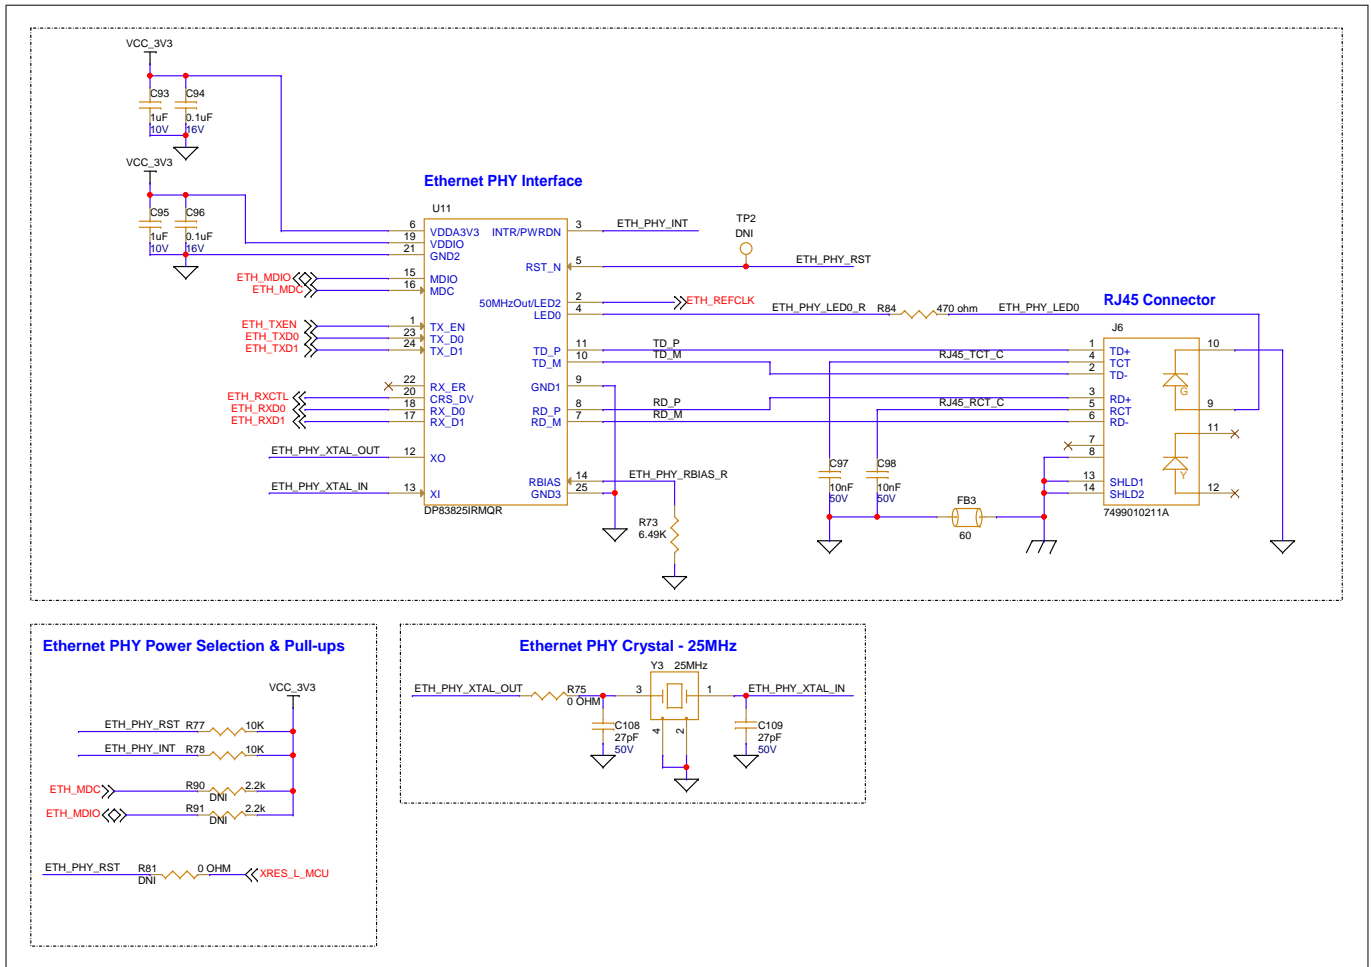 VCC_3V3
C93
C94
1uF
0.1uF
10V
16V
VCC_3V3
C95
C96
1uF
0.1uF
10V
16V
Ethernet PHY Interface
U11
6 VDDA3V3
19 VDDIO
21 GND2
ETH_MDIO 15 MDIO
ETH_MDC 16 MDC
ETH_TXEN 1 TX_EN
ETH_TXD0 23 TX_D0
ETH_TXD1 24 TX_D1
22 RX_ER
ETH_RXCTL 20 CRS_DV
ETH_RXD0 18 RX_D0
ETH_RXD1 17 RX_D1
ETH_PHY_XTAL_OUT 12 XO
ETH_PHY_XTAL_IN 13 XI
DP83825IRMQR
INTR/PWRDN 3 ETH_PHY_INT
TP2
DNI
RST_N 5 ETH_PHY_RST
50MHzOut/LED2 2 ETH_REFCLK
LED0 4 ETH_PHY_LED0_R R84 470 ohm ETH_PHY_LED0
TD_P 11 TD_P
TD_M 10 TD_M
GND1 9
RD_P 8 RD_P
RD_M 7 RD_M
RBIAS 14 ETH_PHY_RBIAS_R
GND3 25
R73
6.49K
RJ45_TCT_C
RJ45_RCT_C
C97
10nF
50V
C98
10nF
50V
FB3
60
RJ45 Connector
J6
1 TD+
4 TCT
2 TD-
3 RD+
5 RCT
6 RD-
7
8
13 SHLD1
14 SHLD2
10
G
9
11
Y
12
7499010211A
Ethernet PHY Power Selection & Pull-ups
VCC_3V3
ETH_PHY_RST R77 10K
ETH_PHY_INT R78 10K
ETH_MDC R90 2.2k
DNI
ETH_MDIO R91 2.2k
DNI
ETH_PHY_RST R81 0 OHM XRES_L_MCU
DNI
Ethernet PHY Crystal - 25MHz
Y3 25MHz
ETH_PHY_XTAL_OUT R75 3 1 ETH_PHY_XTAL_IN
0 OHM
C108
27pF
50V
4
2
C109
27pF
50V